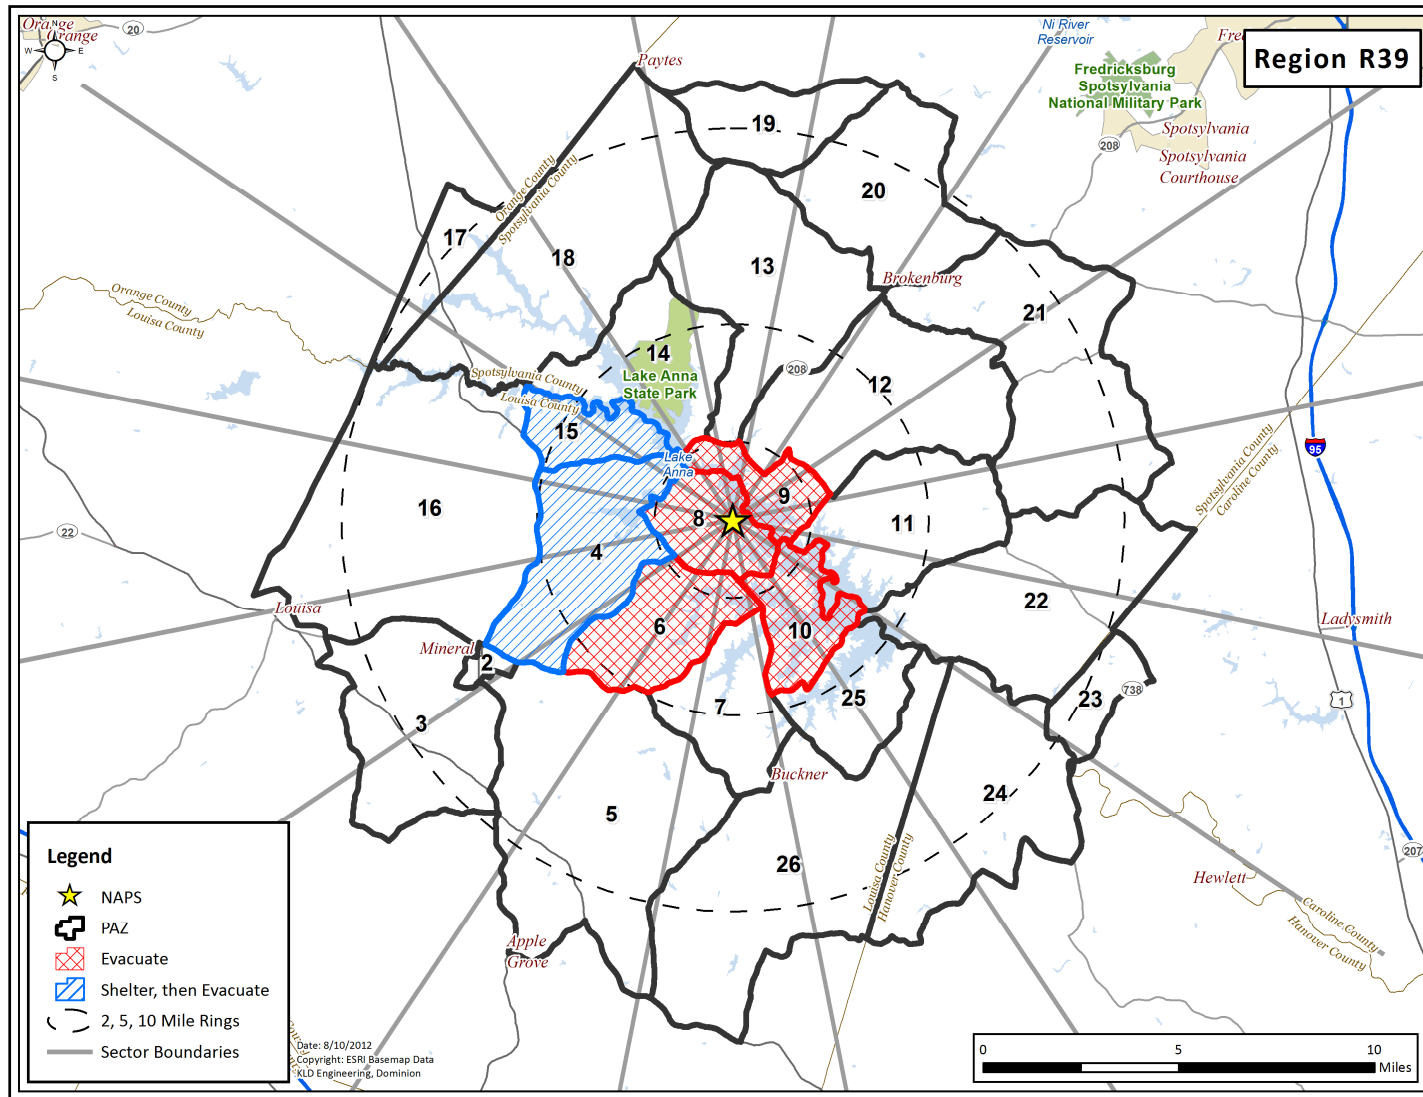 Orange
Orange
N
W E
S
20
Paytes
Ni River
Reservoir
Region R39
Fredricksburg
Spotsylvania
National Military Park
Spotsylvania
208
Spotsylvania
Courthouse
19
20
Orange County
Spotsylvania County
17
18
13
Brokenburg
21
Orange County
Louisa County
14
Lake Anna
State Park
208
12
Spotsylvania County
Louisa County
15
Lake
Anna
95
Spotsylvania County
Caroline County
16
8
9
11
22
4
Louisa
Mineral
2
6
10
22
Ladysmith
3
7
25
23
738
1
Buckner
5
24
26
Louisa County
Hanover County
207
Hewlett
Caroline County
Hanover County
Apple
Grove
Legend
NAPS
PAZ
Evacuate
Shelter, then Evacuate
2, 5, 10 Mile Rings
Sector Boundaries
Date: 8/10/2012
Copyright: ESRI Basemap Data
KLD Engineering, Dominion
0 5 10
Miles